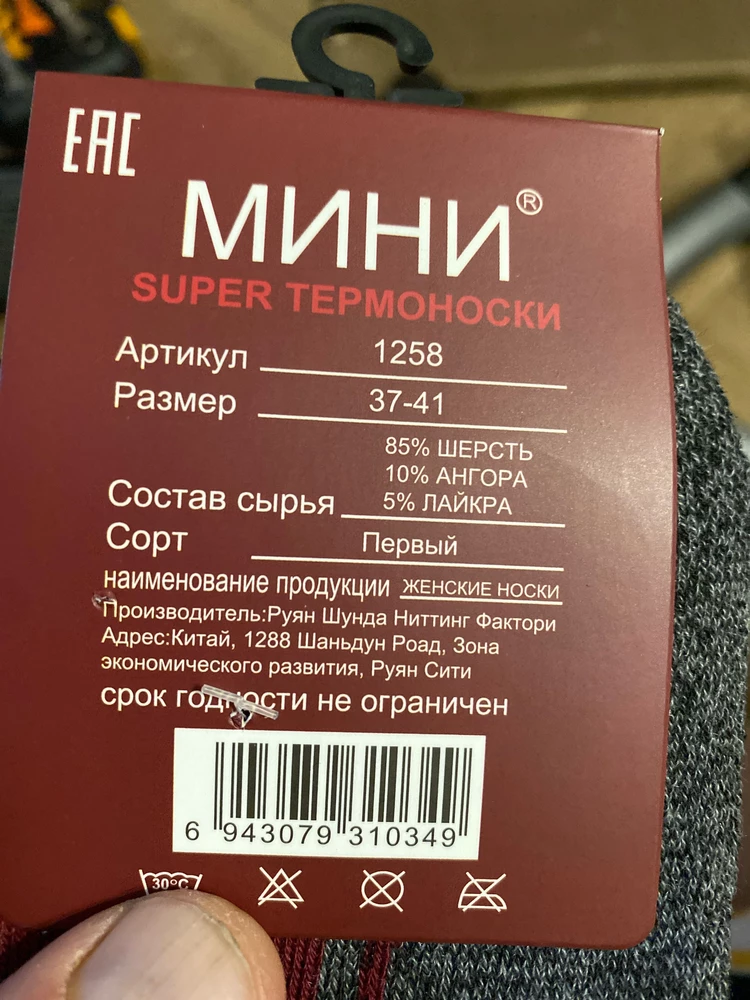 EAC
МИНИ®
SUPER ТЕРМОНОСКИ
Артикул 1258
Размер 37-41
85% ШЕРСТЬ
10% АНГОРА
Состав сырья 5% ЛАЙКРА
Сорт Первый
наименование продукции ЖЕНСКИЕ НОСКИ
Производитель:Руян Шунда Ниттинг Фактори
Адрес:Китай, 1288 Шаньдун Роад, Зона
экономического развития, Руян Сити
срок годности не ограничен
6 943079 310349
30°C